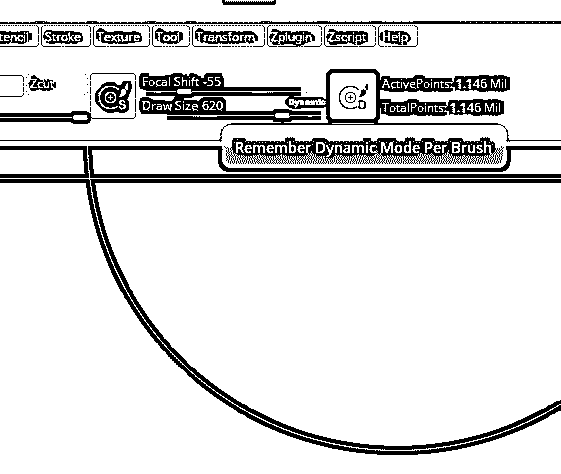 Stroke Texture Tool Transform Zplugin Zscript Help
Zcut
S
Focal Shift -55
Draw Size 620
Dynamic
D
ActivePoints: 1.146 Mil
TotalPoints: 1.146 Mil
Remember Dynamic Mode Per Brush